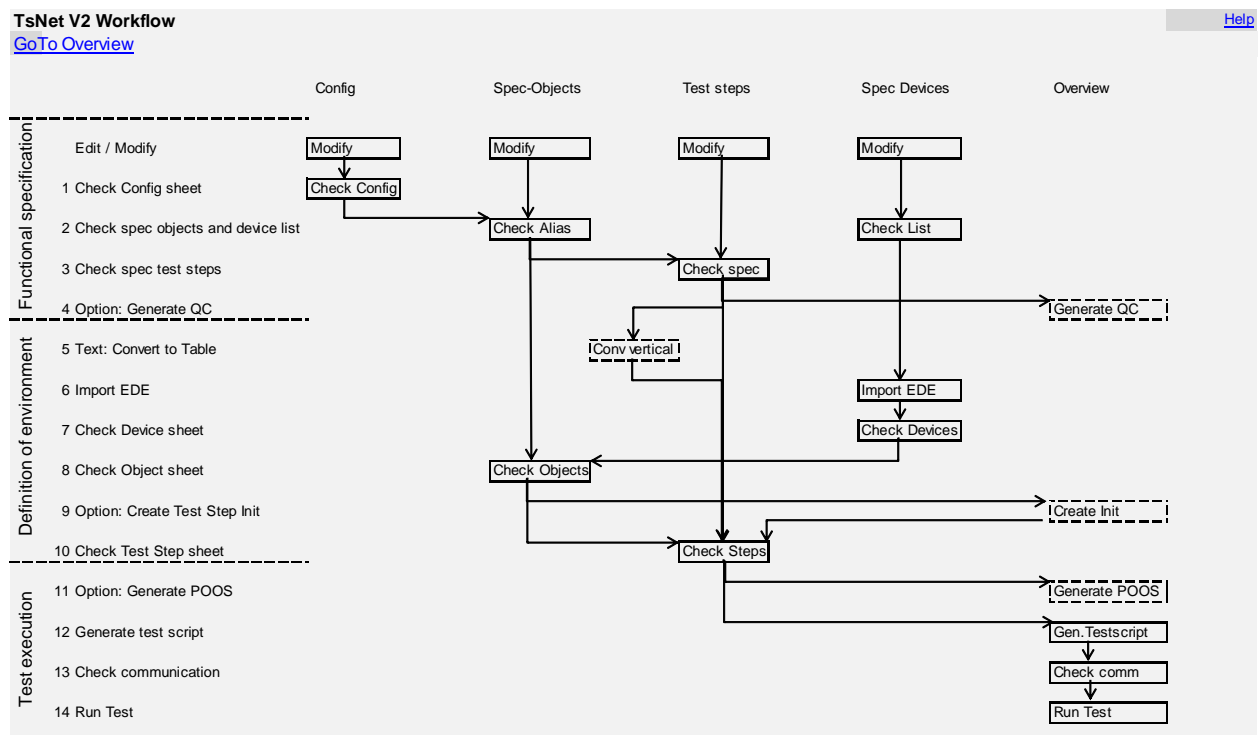 TsNet V2 Workflow
Help
GoTo Overview
Config
Spec-Objects
Test steps
Spec Devices
Overview
Functional specification
Edit / Modify
Modify
Modify
Modify
Modify
1 Check Config sheet
Check Config
2 Check spec objects and device list
Check Alias
Check List
3 Check spec test steps
Check spec
4 Option: Generate QC
Generate QC
Definition of environment
5 Text: Convert to Table
Conv vertical
6 Import EDE
Import EDE
7 Check Device sheet
Check Devices
8 Check Object sheet
Check Objects
9 Option: Create Test Step Init
Create Init
10 Check Test Step sheet
Check Steps
Test execution
11 Option: Generate POOS
Generate POOS
12 Generate test script
Gen.Testscript
13 Check communication
Check comm
14 Run Test
Run Test